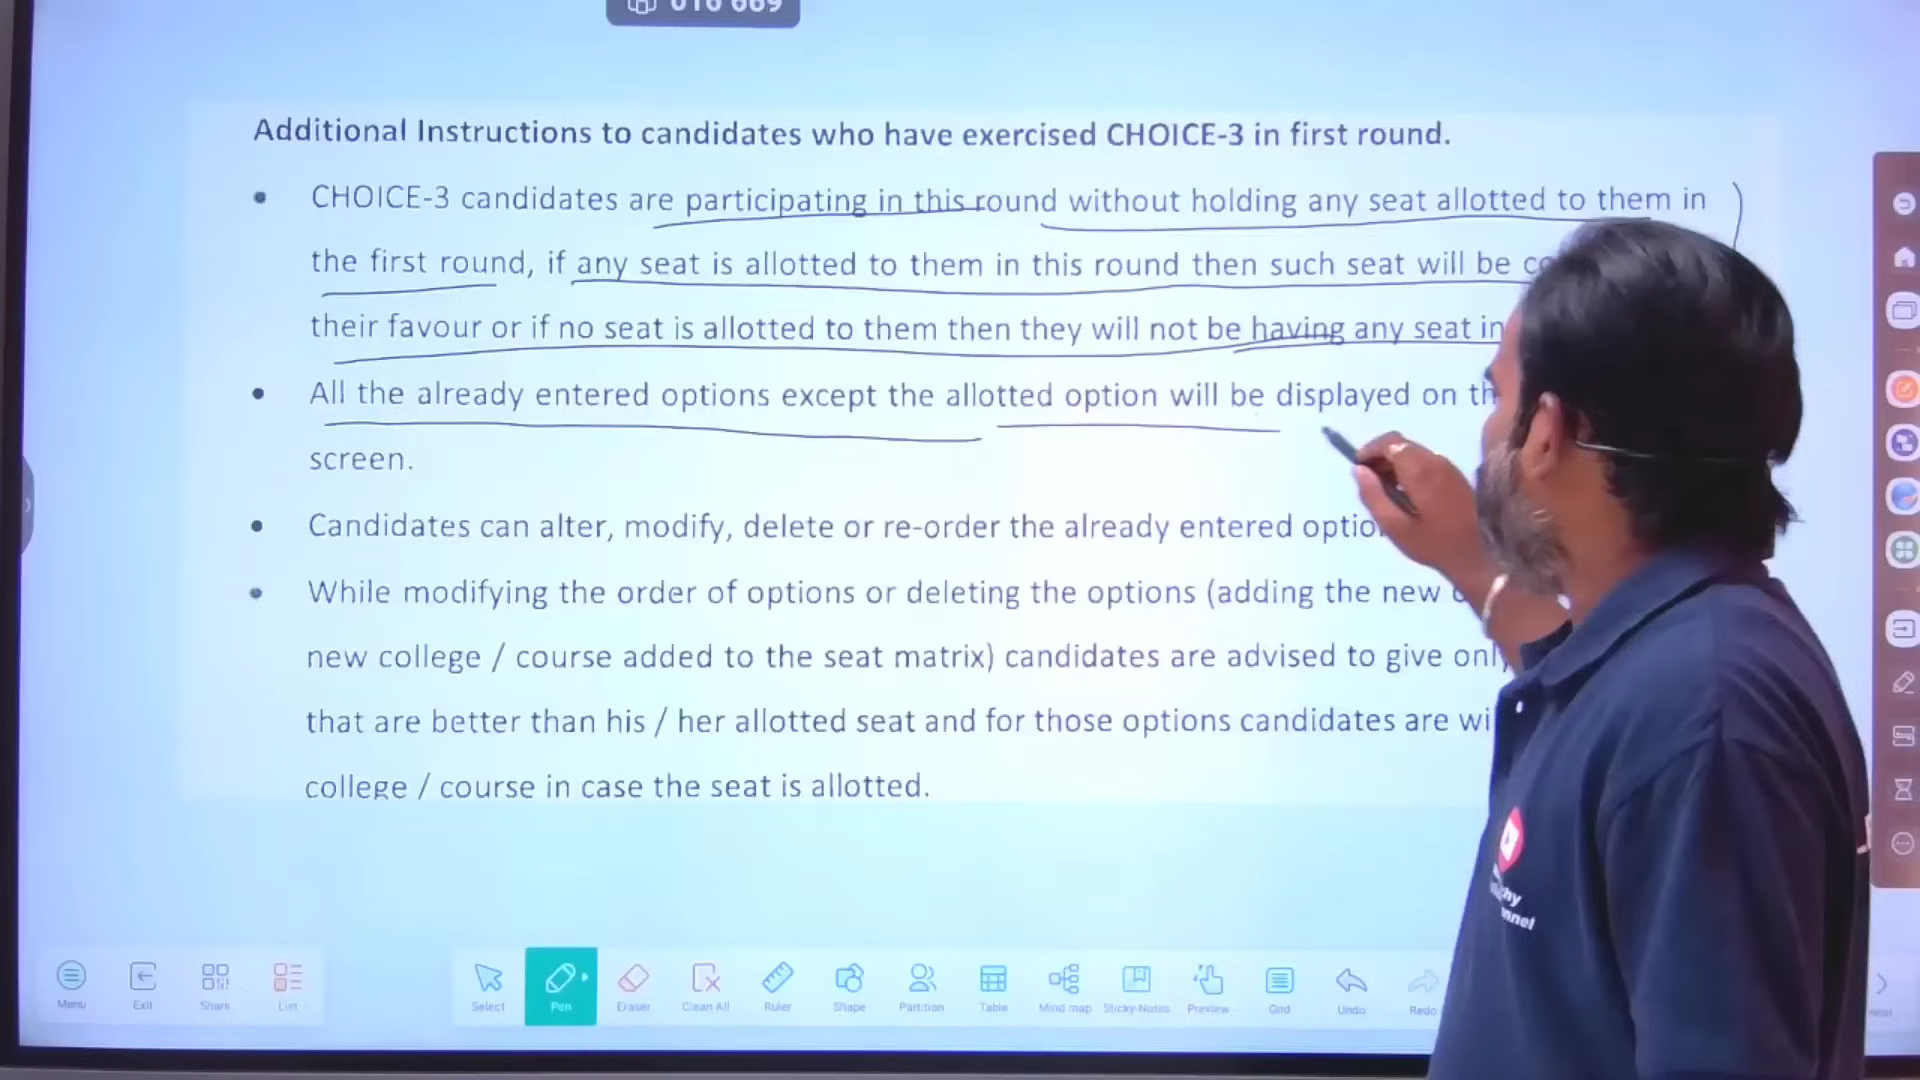 016 669
Additional Instructions to candidates who have exercised CHOICE-3 in first round.
• CHOICE-3 candidates are participating in this round without holding any seat allotted to them in
the first round, if any seat is allotted to them in this round then such seat will be
their favour or if no seat is allotted to them then they will not be having any seat in
• All the already entered options except the allotted option will be displayed on
screen.
• Candidates can alter, modify, delete or re-order the already entered
• While modifying the order of options or deleting the options (adding the new
new college / course added to the seat matrix) candidates are advised to give only
that are better than his / her allotted seat and for those options candidates are
college / course in case the seat is allotted.
Menu Exit Share List Select Pen Eraser Clean All Ruler Shape Partition Table Mind map Sticky-Notes Preview Grid Undo Redo